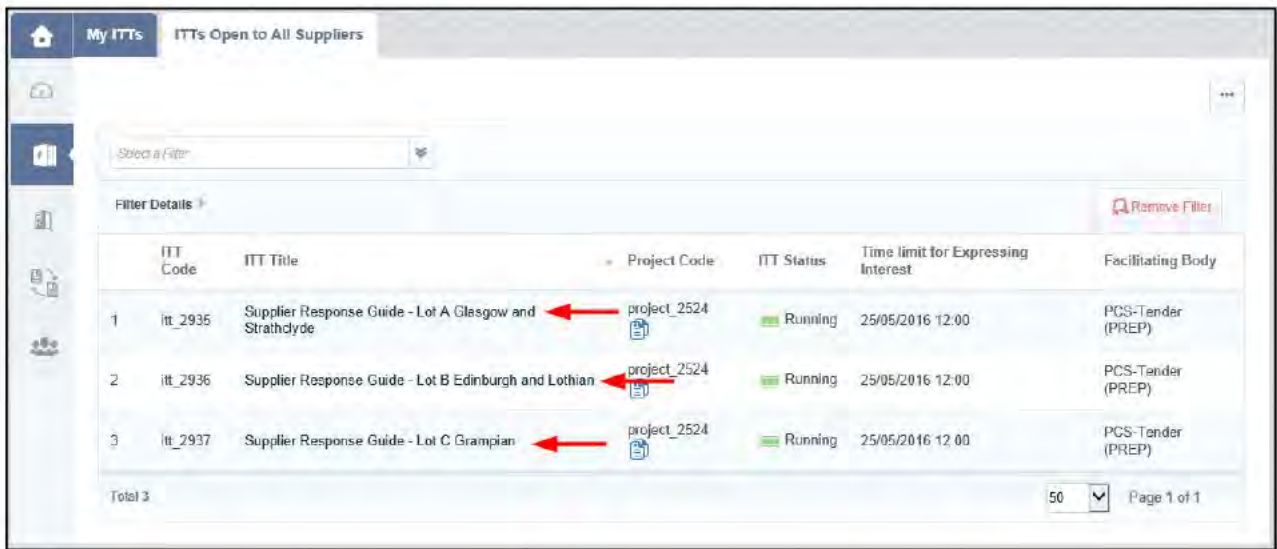 My ITTs ITTs Open to All Suppliers
...
Select a Filter
Filter Details
Remove Filter
ITT Code ITT Title Project Code ITT Status Time limit for Expressing Interest Facilitating Body
1 itt_2935 Supplier Response Guide - Lot A Glasgow and Strathclyde project_2524 Running 25/05/2016 12:00 PCS-Tender (PREP)
2 itt_2936 Supplier Response Guide - Lot B Edinburgh and Lothian project_2524 Running 25/05/2016 12:00 PCS-Tender (PREP)
3 itt_2937 Supplier Response Guide - Lot C Grampian project_2524 Running 25/05/2016 12:00 PCS-Tender (PREP)
Total 3 50 Page 1 of 1